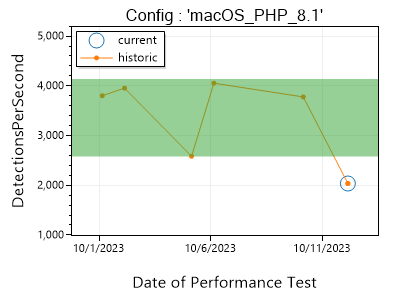 Config : 'macOS_PHP_8.1'
current
historic
5,000
4,000
3,000
2,000
1,000
DetectionsPerSecond
10/1/2023
10/6/2023
10/11/2023
Date of Performance Test